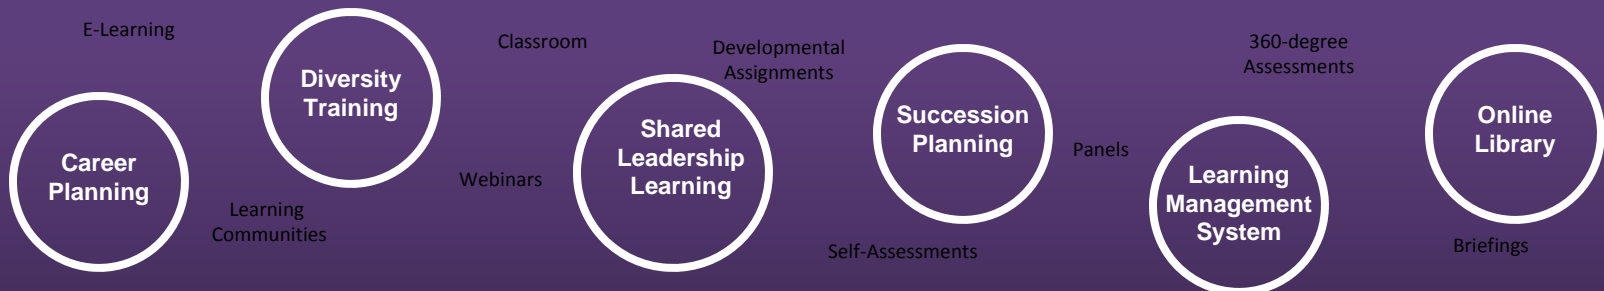 E-Learning
Career
Planning
Diversity
Training
Learning
Communities
Classroom
Webinars
Shared
Leadership
Learning
Developmental
Assignments
Succession
Planning
Self-Assessments
Panels
360-degree
Assessments
Learning
Management
System
Online
Library
Briefings